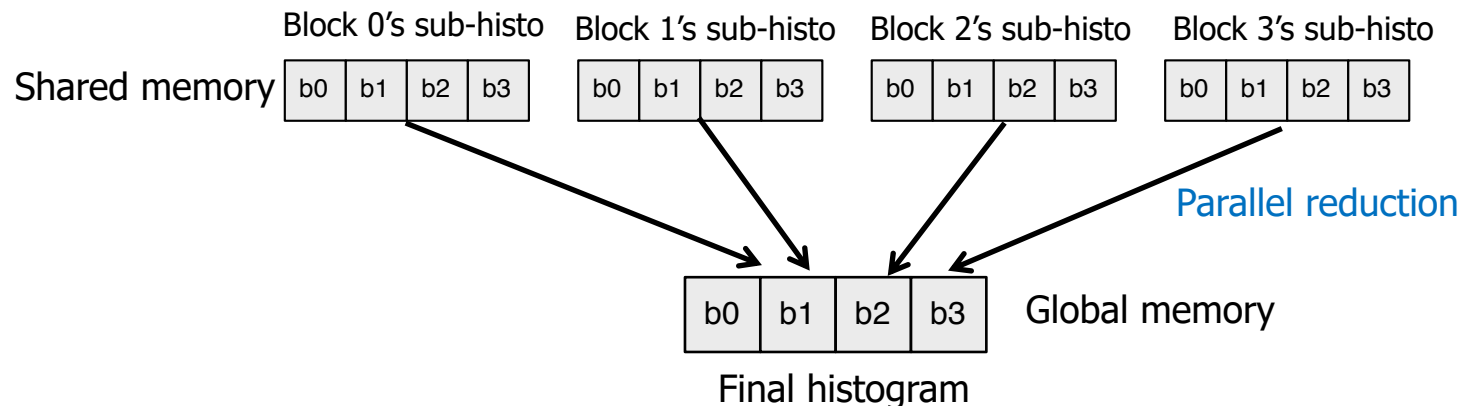 Block 0's sub-histo Block 1's sub-histo Block 2's sub-histo Block 3's sub-histo
Shared memory b0 b1 b2 b3 b0 b1 b2 b3 b0 b1 b2 b3 b0 b1 b2 b3
Parallel reduction
b0 b1 b2 b3 Global memory
Final histogram